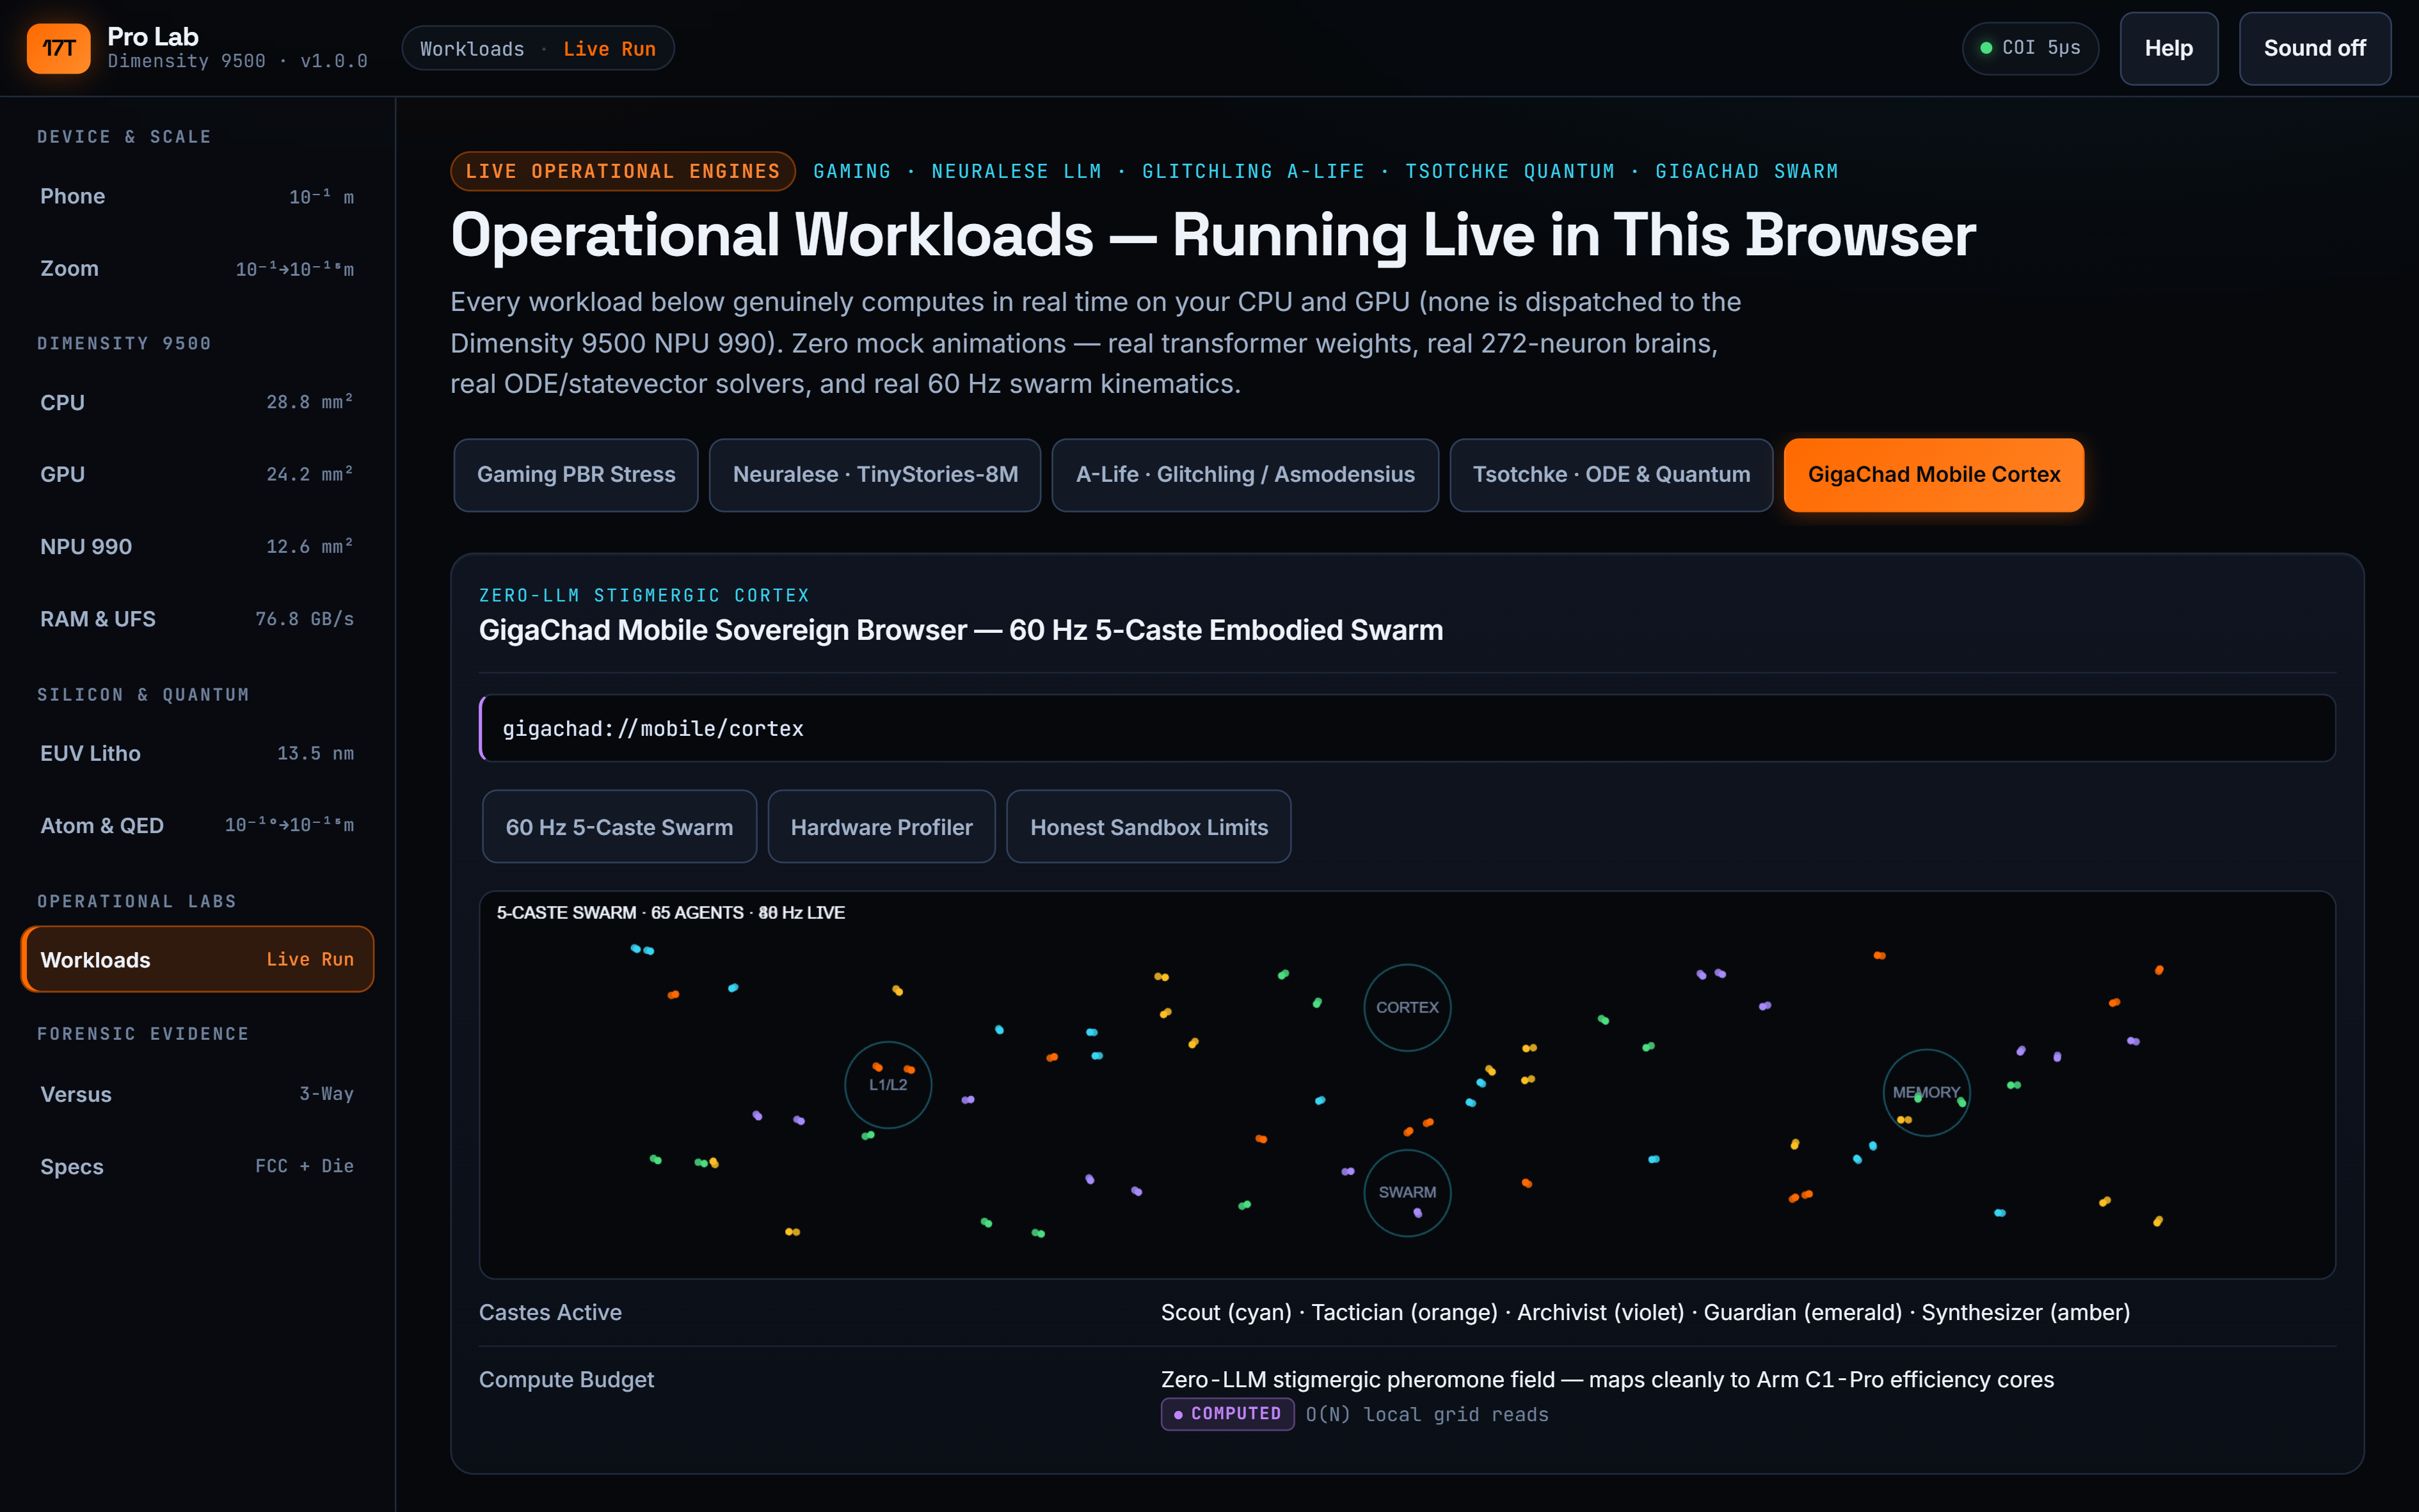 17T
Pro Lab
Dimensity 9500 · v1.0.0
Workloads · Live Run
COI 5µs
Help
Sound off
DEVICE & SCALE
Phone 10⁻¹ m
Zoom 10⁻¹→10⁻¹⁵m
DIMENSITY 9500
CPU 28.8 mm²
GPU 24.2 mm²
NPU 990 12.6 mm²
RAM & UFS 76.8 GB/s
SILICON & QUANTUM
EUV Litho 13.5 nm
Atom & QED 10⁻¹⁰→10⁻¹⁵m
OPERATIONAL LABS
Workloads Live Run
FORENSIC EVIDENCE
Versus 3-Way
Specs FCC + Die
LIVE OPERATIONAL ENGINES GAMING · NEURALESE LLM · GLITCHLING A-LIFE · TSOTCHKE QUANTUM · GIGACHAD SWARM
Operational Workloads — Running Live in This Browser
Every workload below genuinely computes in real time on your CPU and GPU (none is dispatched to the
Dimensity 9500 NPU 990). Zero mock animations — real transformer weights, real 272-neuron brains,
real ODE/statevector solvers, and real 60 Hz swarm kinematics.
Gaming PBR Stress
Neuralese · TinyStories-8M
A-Life · Glitchling / Asmodensius
Tsotchke · ODE & Quantum
GigaChad Mobile Cortex
ZERO-LLM STIGMERGIC CORTEX
GigaChad Mobile Sovereign Browser — 60 Hz 5-Caste Embodied Swarm
gigachad://mobile/cortex
60 Hz 5-Caste Swarm
Hardware Profiler
Honest Sandbox Limits
5-CASTE SWARM · 65 AGENTS · Hz LIVE
CORTEX
L1/L2
MEMORY
SWARM
Castes Active Scout (cyan) · Tactician (orange) · Archivist (violet) · Guardian (emerald) · Synthesizer (amber)
Compute Budget Zero-LLM stigmergic pheromone field — maps cleanly to Arm C1-Pro efficiency cores
COMPUTED O(N) local grid reads